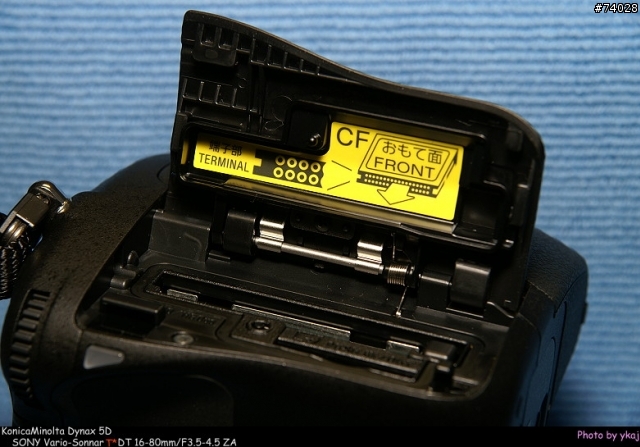 #74028
CF
おもて面
FRONT
端子部
TERMINAL
KonicaMinolta Dynax 5D
SONY Vario-Sonnar T*DT 16-80mm/F3.5-4.5 ZA
Photo by ykaj